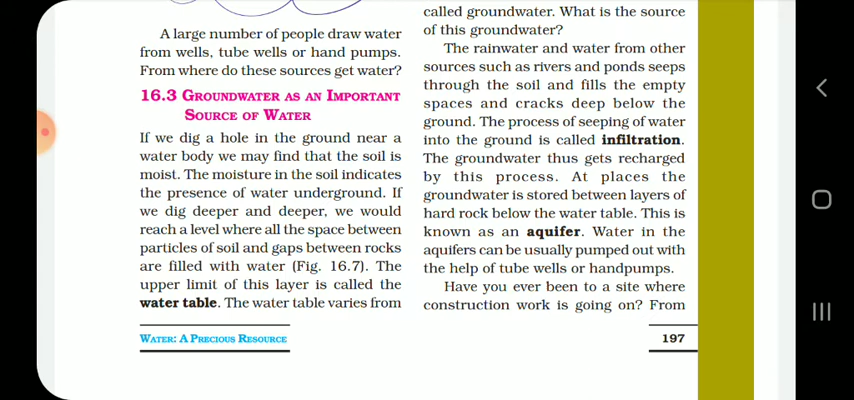 A large number of people draw water
from wells, tube wells or hand pumps.
From where do these sources get water?
16.3 GROUNDWATER AS AN IMPORTANT
SOURCE OF WATER
If we dig a hole in the ground near a
water body we may find that the soil is
moist. The moisture in the soil indicates
the presence of water underground. If
we dig deeper and deeper, we would
reach a level where all the space between
particles of soil and gaps between rocks
are filled with water (Fig. 16.7). The
upper limit of this layer is called the
water table. The water table varies from
called groundwater. What is the source
of this groundwater?
The rainwater and water from other
sources such as rivers and ponds seeps
through the soil and fills the empty
spaces and cracks deep below the
ground. The process of seeping of water
into the ground is called infiltration.
The groundwater thus gets recharged
by this process. At places the
groundwater is stored between layers of
hard rock below the water table. This is
known as an aquifer. Water in the
aquifers can be usually pumped out with
the help of tube wells or handpumps.
Have you ever been to a site where
construction work is going on? From
WATER: A PRECIOUS RESOURCE
197